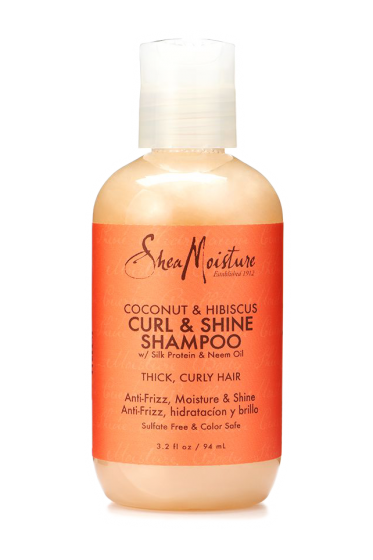 SheaMoisture
Established 1912
COCONUT & HIBISCUS
CURL & SHINE
SHAMPOO
w/ Silk Protein & Neem Oil
THICK, CURLY HAIR
Anti-Frizz, Moisture & Shine
Anti-Frizz, hidratacíon y brillo
Sulfate Free & Color Safe
3.2 fl oz / 94 mL